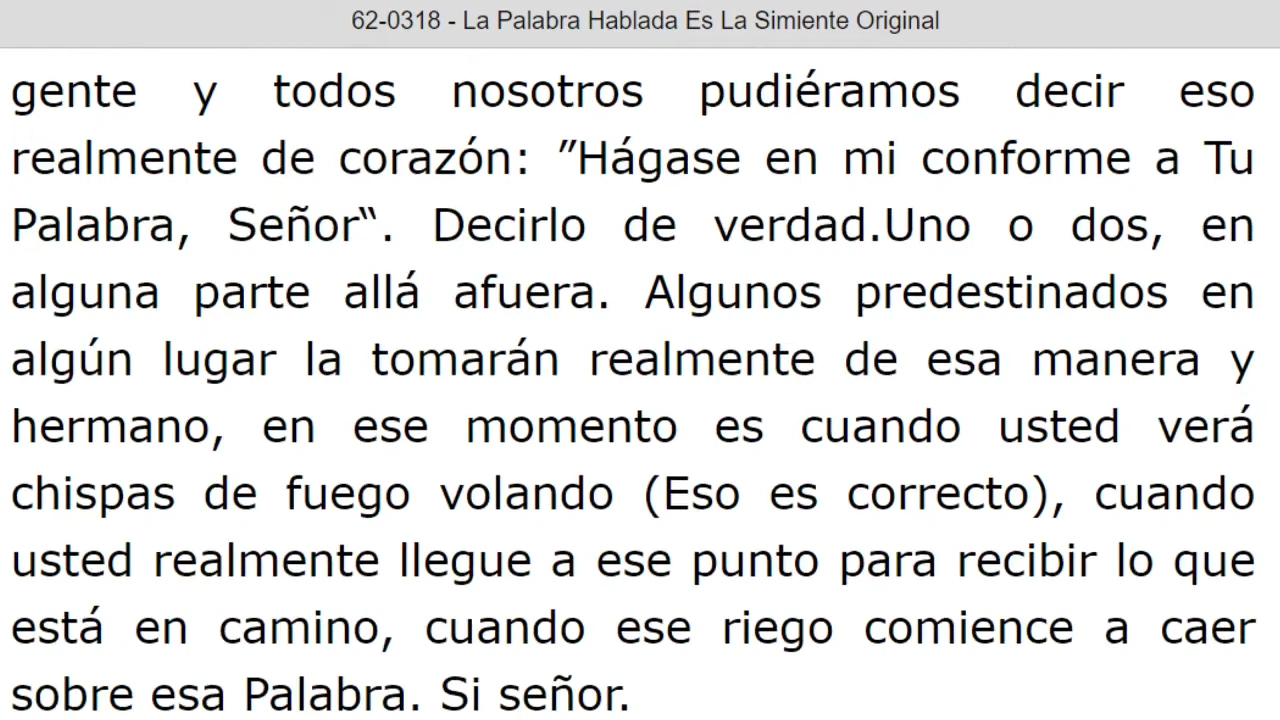 62-0318 - La Palabra Hablada Es La Simiente Original
gente y todos nosotros pudiéramos decir eso
realmente de corazón: ”Hágase en mi conforme a Tu
Palabra, Señor“. Decirlo de verdad.Uno o dos, en
alguna parte allá afuera. Algunos predestinados en
algún lugar la tomarán realmente de esa manera y
hermano, en ese momento es cuando usted verá
chispas de fuego volando (Eso es correcto), cuando
usted realmente llegue a ese punto para recibir lo que
está en camino, cuando ese riego comience a caer
sobre esa Palabra. Si señor.